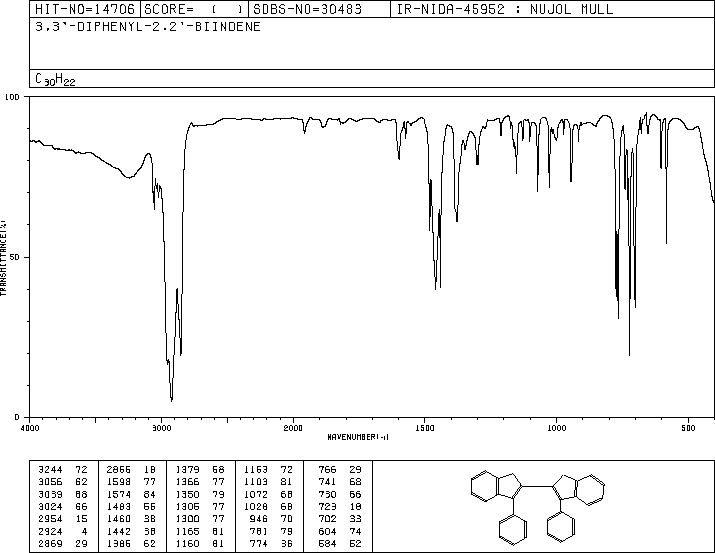 HIT-NO=14706 SCORE= ( ) SDBS-NO=30483 IR-NIDA-45952 : NUJOL MULL
3,3'-DIPHENYL-2,2'-BIINDENE
C30H22
100
50
0
TRANSMITTANCE(%)
4000 3000 2000 1500 1000 500
WAVENUMBER(-1)
3244 72 2855 18 1379 58 1153 72 766 29
3056 62 1598 77 1366 77 1103 81 741 68
3039 68 1574 84 1350 79 1072 68 730 66
3024 66 1483 56 1305 77 1028 68 723 18
2954 15 1460 38 1300 77 946 70 702 33
2924 4 1442 38 1165 81 781 79 604 74
2869 29 1385 62 1160 81 774 36 584 52